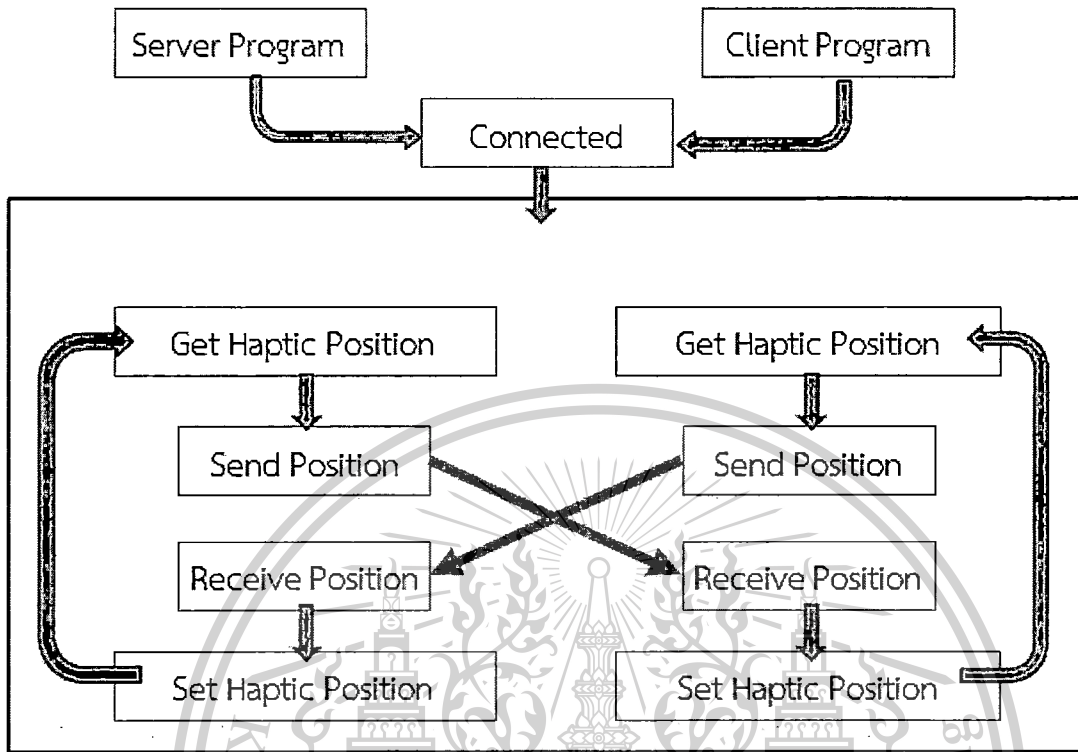 Server Program
Client Program
Connected
Get Haptic Position
Get Haptic Position
Send Position
Send Position
Receive Position
Receive Position
Set Haptic Position
Set Haptic Position